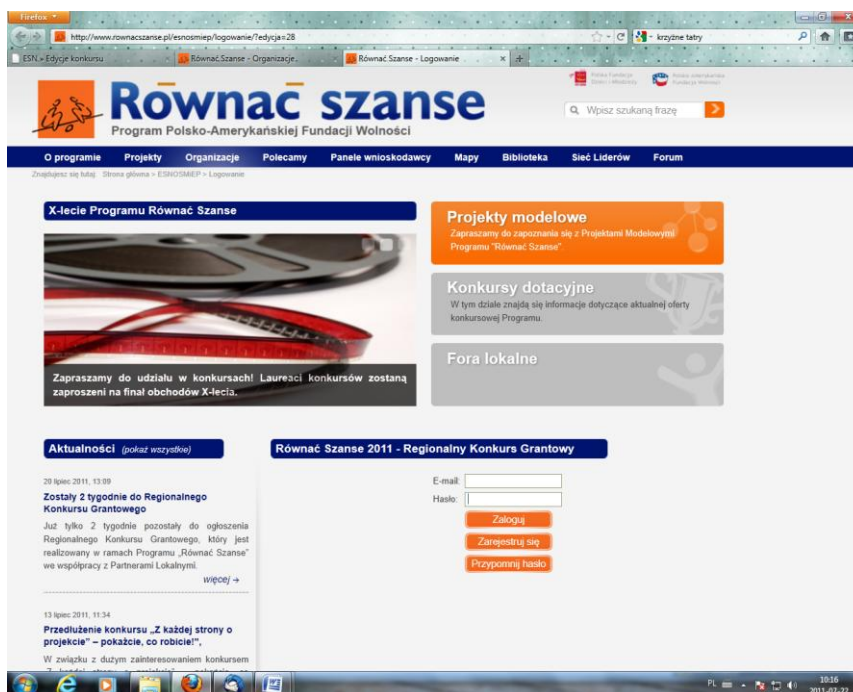 Firefox
http://www.rownacszanse.pl/esnosmiep/logowanie/?edycja=28
krzyżne tatry
ESN » Edycje konkursu
Równać Szanse - Organizacje...
Równać Szanse - Logowanie
Polska Fundacja
Dzieci i Młodzieży
Polsko-Amerykańska
Fundacja Wolności
Równać szanse
Program Polsko-Amerykańskiej Fundacji Wolności
Wpisz szukaną frazę
O programie Projekty Organizacje Polecamy Panele wnioskodawcy Mapy Biblioteka Sieć Liderów Forum
Znajdujesz się tutaj: Strona główna » ESNOSMiEP » Logowanie
X-lecie Programu Równać Szanse
Zapraszamy do udziału w konkursach! Laureaci konkursów zostaną
zaproszeni na finał obchodów X-lecia.
Projekty modelowe
Zapraszamy do zapoznania się z Projektami Modelowymi
Programu "Równać Szanse".
Konkursy dotacyjne
W tym dziale znajdą się informacje dotyczące aktualnej oferty
konkursowej Programu.
Fora lokalne
Aktualności (pokaż wszystkie)
20 lipiec 2011, 13:09
Zostały 2 tygodnie do Regionalnego
Konkursu Grantowego
Już tylko 2 tygodnie pozostały do ogłoszenia
Regionalnego Konkursu Grantowego, który jest
realizowany w ramach Programu „Równać Szanse”
we współpracy z Partnerami Lokalnymi.
więcej →
13 lipiec 2011, 11:34
Przedłużenie konkursu „Z każdej strony o
projekcie” – pokażcie, co robicie!",
W związku z dużym zainteresowaniem konkursem
Równać Szanse 2011 - Regionalny Konkurs Grantowy
E-mail:
Hasło:
Zaloguj
Zarejestruj się
Przypomnij hasło
PL
10:16
2011-07-22